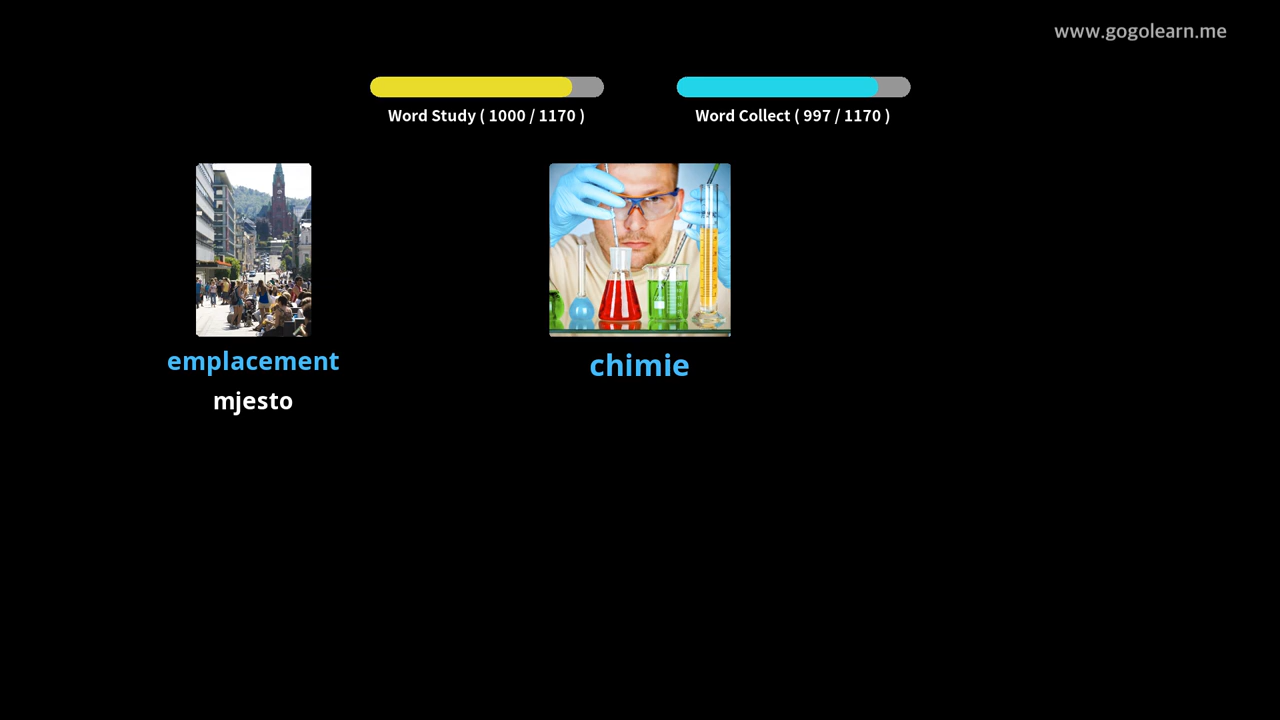 www.gogolearn.me
Word Study ( 1000 / 1170 )
Word Collect ( 997 / 1170 )
emplacement
mjesto
chimie